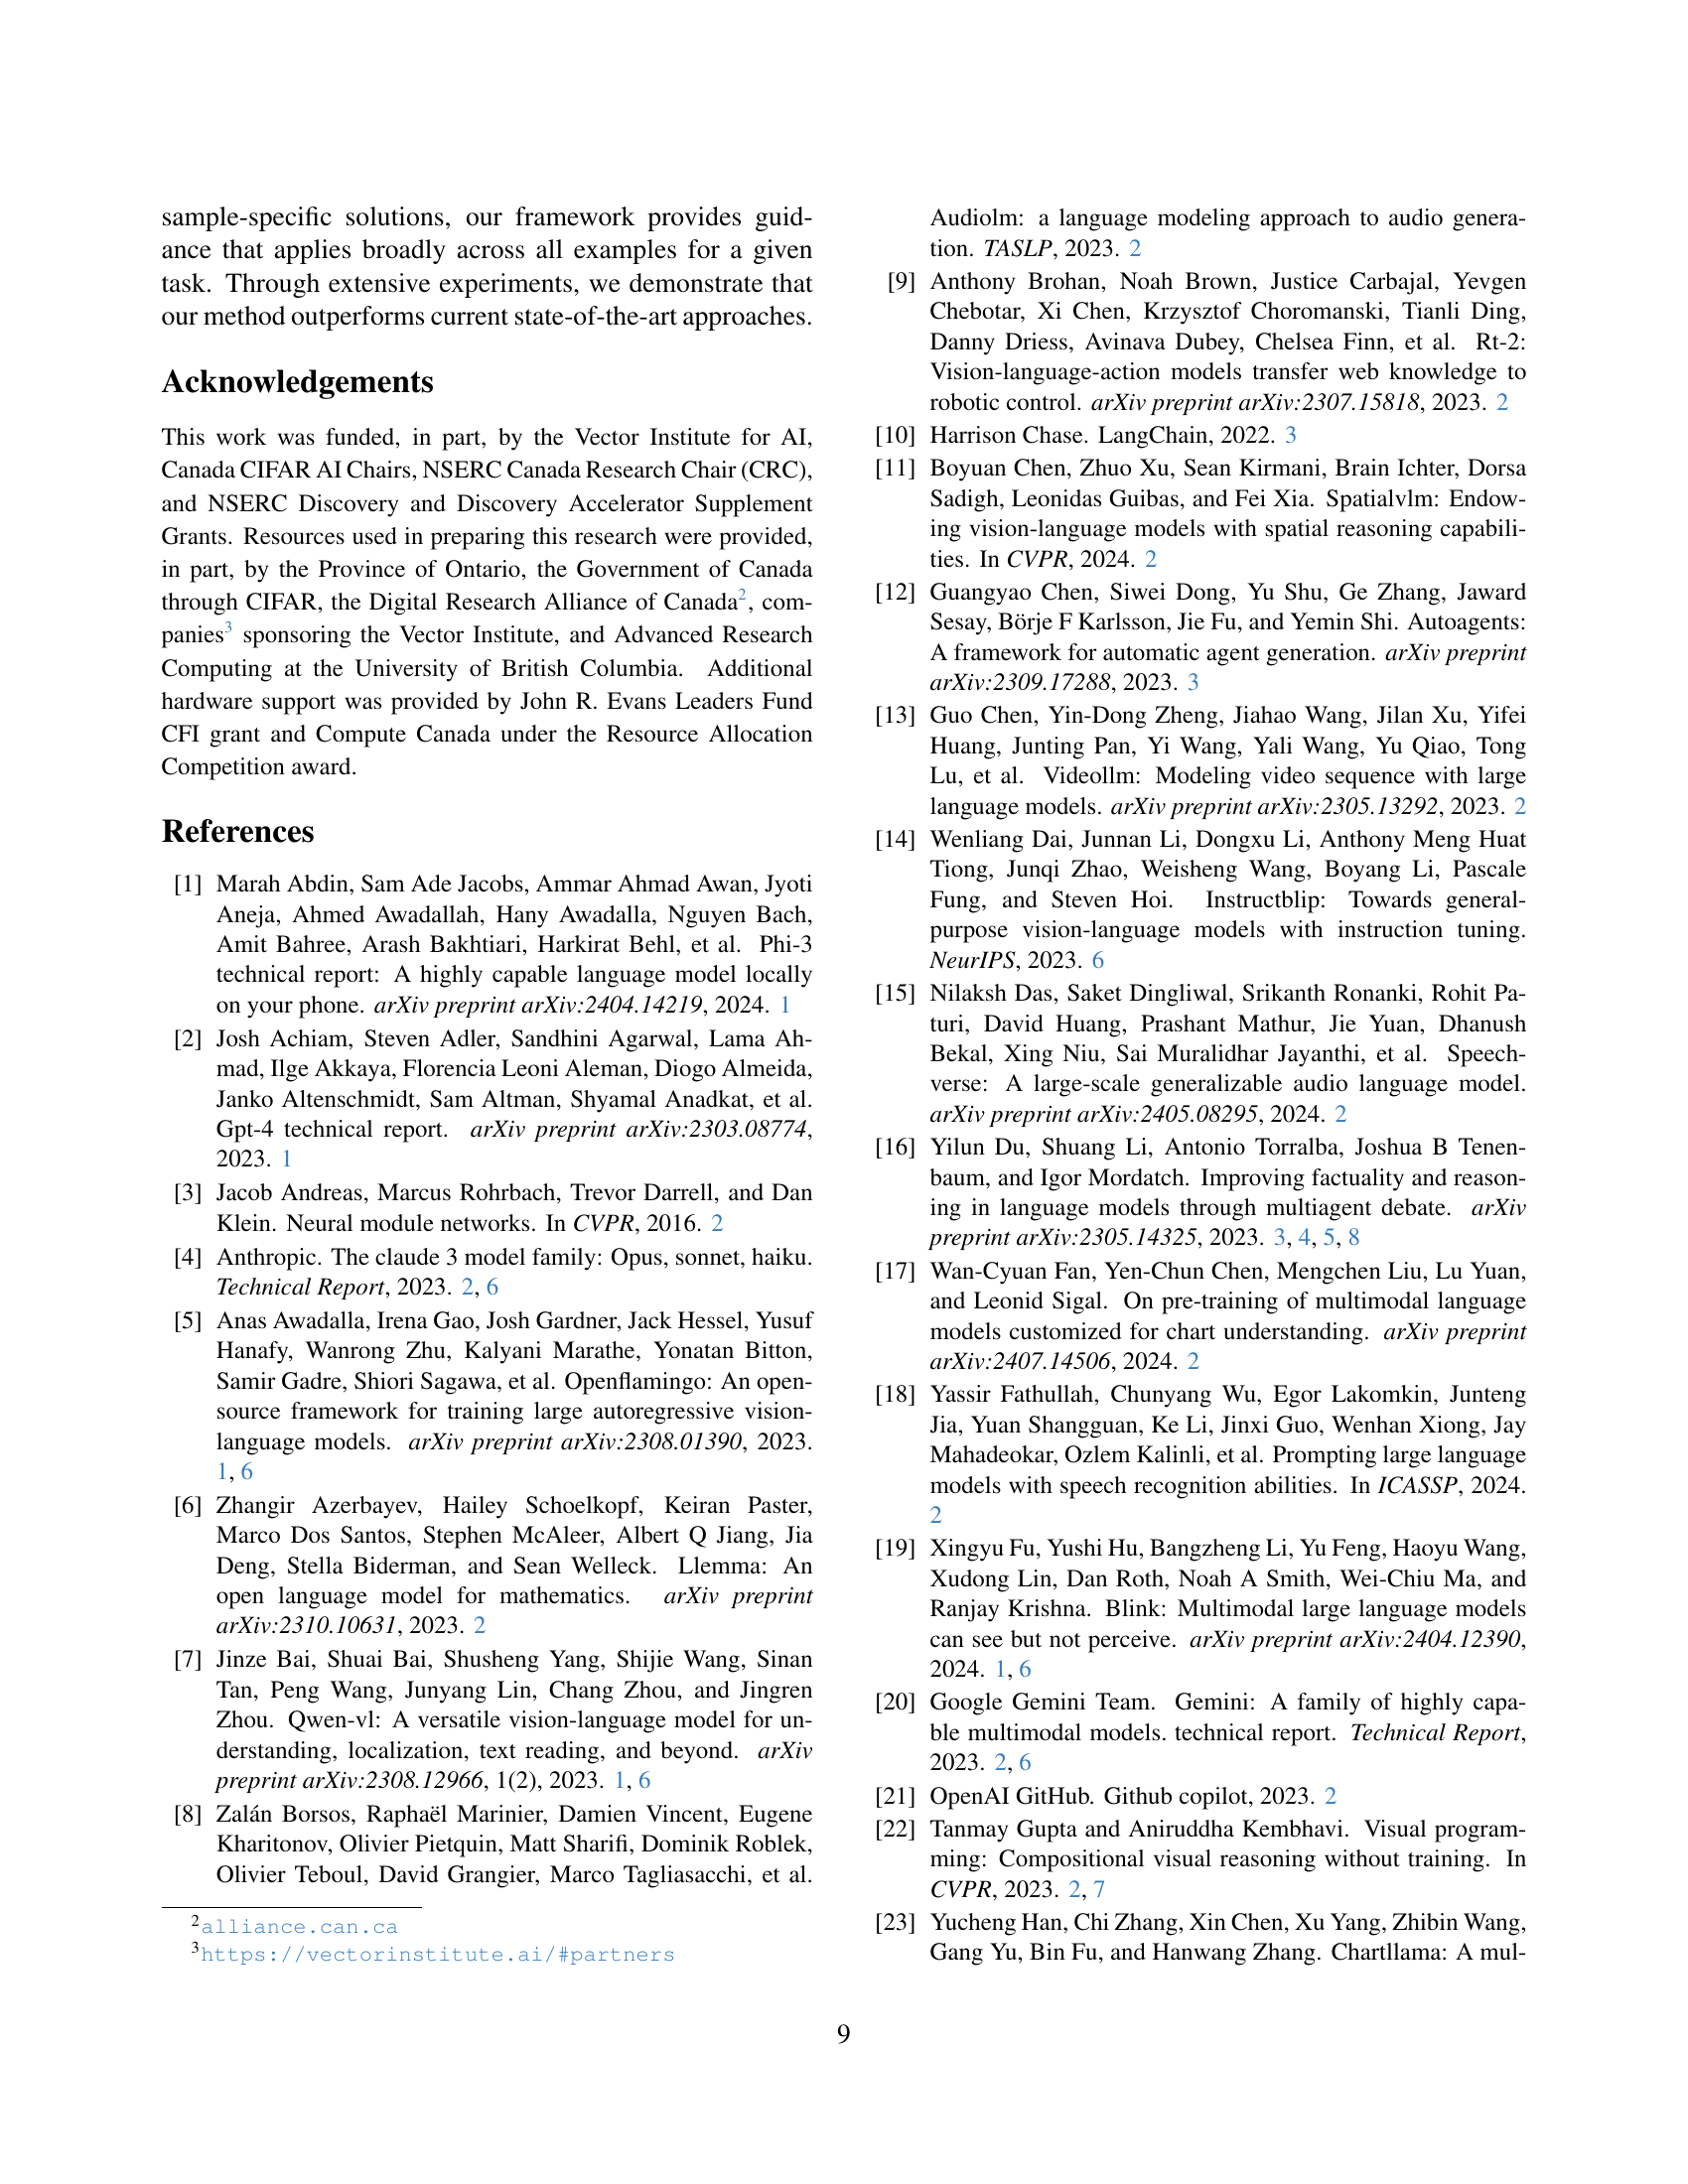 sample-specific solutions, our framework provides guid-
ance that applies broadly across all examples for a given
task. Through extensive experiments, we demonstrate that
our method outperforms current state-of-the-art approaches.
Acknowledgements
This work was funded, in part, by the Vector Institute for AI,
Canada CIFAR AI Chairs, NSERC Canada Research Chair (CRC),
and NSERC Discovery and Discovery Accelerator Supplement
Grants. Resources used in preparing this research were provided,
in part, by the Province of Ontario, the Government of Canada
through CIFAR, the Digital Research Alliance of Canada2, com-
panies3 sponsoring the Vector Institute, and Advanced Research
Computing at the University of British Columbia. Additional
hardware support was provided by John R. Evans Leaders Fund
CFI grant and Compute Canada under the Resource Allocation
Competition award.
References
[1] Marah Abdin, Sam Ade Jacobs, Ammar Ahmad Awan, Jyoti
Aneja, Ahmed Awadallah, Hany Awadalla, Nguyen Bach,
Amit Bahree, Arash Bakhtiari, Harkirat Behl, et al. Phi-3
technical report: A highly capable language model locally
on your phone. arXiv preprint arXiv:2404.14219, 2024. 1
[2] Josh Achiam, Steven Adler, Sandhini Agarwal, Lama Ah-
mad, Ilge Akkaya, Florencia Leoni Aleman, Diogo Almeida,
Janko Altenschmidt, Sam Altman, Shyamal Anadkat, et al.
Gpt-4 technical report. arXiv preprint arXiv:2303.08774,
2023. 1
[3] Jacob Andreas, Marcus Rohrbach, Trevor Darrell, and Dan
Klein. Neural module networks. In CVPR, 2016. 2
[4] Anthropic. The claude 3 model family: Opus, sonnet, haiku.
Technical Report, 2023. 2, 6
[5] Anas Awadalla, Irena Gao, Josh Gardner, Jack Hessel, Yusuf
Hanafy, Wanrong Zhu, Kalyani Marathe, Yonatan Bitton,
Samir Gadre, Shiori Sagawa, et al. Openflamingo: An open-
source framework for training large autoregressive vision-
language models. arXiv preprint arXiv:2308.01390, 2023.
1, 6
[6] Zhangir Azerbayev, Hailey Schoelkopf, Keiran Paster,
Marco Dos Santos, Stephen McAleer, Albert Q Jiang, Jia
Deng, Stella Biderman, and Sean Welleck. Llemma: An
open language model for mathematics. arXiv preprint
arXiv:2310.10631, 2023. 2
[7] Jinze Bai, Shuai Bai, Shusheng Yang, Shijie Wang, Sinan
Tan, Peng Wang, Junyang Lin, Chang Zhou, and Jingren
Zhou. Qwen-vl: A versatile vision-language model for un-
derstanding, localization, text reading, and beyond. arXiv
preprint arXiv:2308.12966, 1(2), 2023. 1, 6
[8] Zalán Borsos, Raphaël Marinier, Damien Vincent, Eugene
Kharitonov, Olivier Pietquin, Matt Sharifi, Dominik Roblek,
Olivier Teboul, David Grangier, Marco Tagliasacchi, et al.
2alliance.can.ca
3https://vectorinstitute.ai/#partners
Audiolm: a language modeling approach to audio genera-
tion. TASLP, 2023. 2
[9] Anthony Brohan, Noah Brown, Justice Carbajal, Yevgen
Chebotar, Xi Chen, Krzysztof Choromanski, Tianli Ding,
Danny Driess, Avinava Dubey, Chelsea Finn, et al. Rt-2:
Vision-language-action models transfer web knowledge to
robotic control. arXiv preprint arXiv:2307.15818, 2023. 2
[10] Harrison Chase. LangChain, 2022. 3
[11] Boyuan Chen, Zhuo Xu, Sean Kirmani, Brain Ichter, Dorsa
Sadigh, Leonidas Guibas, and Fei Xia. Spatialvlm: Endow-
ing vision-language models with spatial reasoning capabili-
ties. In CVPR, 2024. 2
[12] Guangyao Chen, Siwei Dong, Yu Shu, Ge Zhang, Jaward
Sesay, Börje F Karlsson, Jie Fu, and Yemin Shi. Autoagents:
A framework for automatic agent generation. arXiv preprint
arXiv:2309.17288, 2023. 3
[13] Guo Chen, Yin-Dong Zheng, Jiahao Wang, Jilan Xu, Yifei
Huang, Junting Pan, Yi Wang, Yali Wang, Yu Qiao, Tong
Lu, et al. Videollm: Modeling video sequence with large
language models. arXiv preprint arXiv:2305.13292, 2023. 2
[14] Wenliang Dai, Junnan Li, Dongxu Li, Anthony Meng Huat
Tiong, Junqi Zhao, Weisheng Wang, Boyang Li, Pascale
Fung, and Steven Hoi. Instructblip: Towards general-
purpose vision-language models with instruction tuning.
NeurIPS, 2023. 6
[15] Nilaksh Das, Saket Dingliwal, Srikanth Ronanki, Rohit Pa-
turi, David Huang, Prashant Mathur, Jie Yuan, Dhanush
Bekal, Xing Niu, Sai Muralidhar Jayanthi, et al. Speech-
verse: A large-scale generalizable audio language model.
arXiv preprint arXiv:2405.08295, 2024. 2
[16] Yilun Du, Shuang Li, Antonio Torralba, Joshua B Tenen-
baum, and Igor Mordatch. Improving factuality and reason-
ing in language models through multiagent debate. arXiv
preprint arXiv:2305.14325, 2023. 3, 4, 5, 8
[17] Wan-Cyuan Fan, Yen-Chun Chen, Mengchen Liu, Lu Yuan,
and Leonid Sigal. On pre-training of multimodal language
models customized for chart understanding. arXiv preprint
arXiv:2407.14506, 2024. 2
[18] Yassir Fathullah, Chunyang Wu, Egor Lakomkin, Junteng
Jia, Yuan Shangguan, Ke Li, Jinxi Guo, Wenhan Xiong, Jay
Mahadeokar, Ozlem Kalinli, et al. Prompting large language
models with speech recognition abilities. In ICASSP, 2024.
2
[19] Xingyu Fu, Yushi Hu, Bangzheng Li, Yu Feng, Haoyu Wang,
Xudong Lin, Dan Roth, Noah A Smith, Wei-Chiu Ma, and
Ranjay Krishna. Blink: Multimodal large language models
can see but not perceive. arXiv preprint arXiv:2404.12390,
2024. 1, 6
[20] Google Gemini Team. Gemini: A family of highly capa-
ble multimodal models. technical report. Technical Report,
2023. 2, 6
[21] OpenAI GitHub. Github copilot, 2023. 2
[22] Tanmay Gupta and Aniruddha Kembhavi. Visual program-
ming: Compositional visual reasoning without training. In
CVPR, 2023. 2, 7
[23] Yucheng Han, Chi Zhang, Xin Chen, Xu Yang, Zhibin Wang,
Gang Yu, Bin Fu, and Hanwang Zhang. Chartllama: A mul-
9